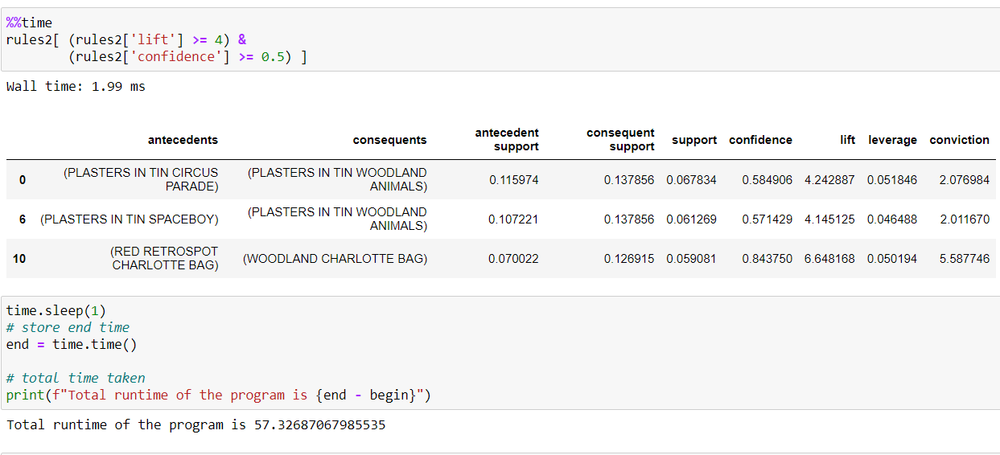 %%time
rules2[ (rules2['lift'] >= 4) &
        (rules2['confidence'] >= 0.5) ]
Wall time: 1.99 ms
antecedents consequents antecedent support consequent support support confidence lift leverage conviction
0 (PLASTERS IN TIN CIRCUS PARADE) (PLASTERS IN TIN WOODLAND ANIMALS) 0.115974 0.137856 0.067834 0.584906 4.242887 0.051846 2.076984
6 (PLASTERS IN TIN SPACEBOY) (PLASTERS IN TIN WOODLAND ANIMALS) 0.107221 0.137856 0.061269 0.571429 4.145125 0.046488 2.011670
10 (RED RETROSPOT CHARLOTTE BAG) (WOODLAND CHARLOTTE BAG) 0.070022 0.126915 0.059081 0.843750 6.648168 0.050194 5.587746
time.sleep(1)
# store end time
end = time.time()

# total time taken
print(f"Total runtime of the program is {end - begin}")
Total runtime of the program is 57.32687067985535